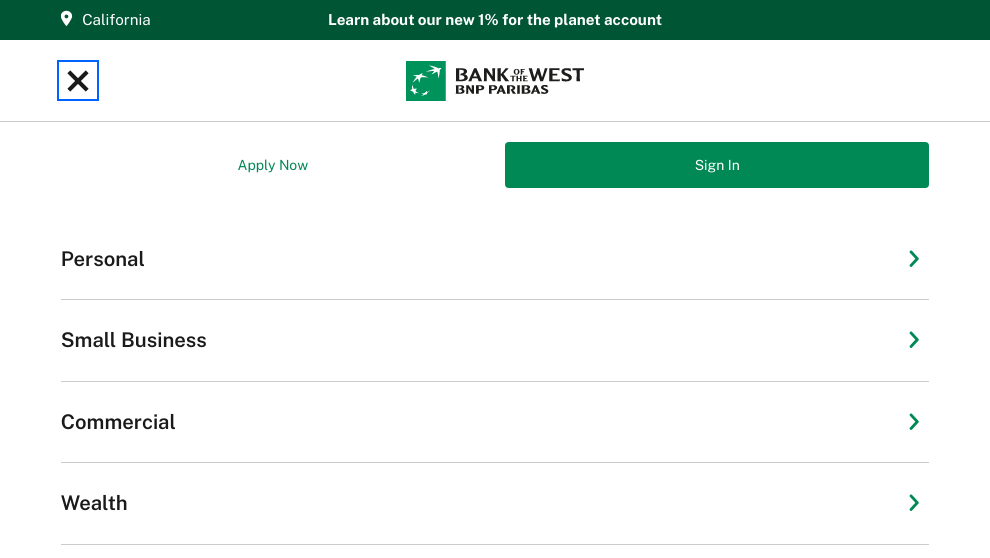 California
Learn about our new 1% for the planet account
BANK OF THE WEST
BNP PARIBAS
Apply Now
Sign In
Personal
Small Business
Commercial
Wealth